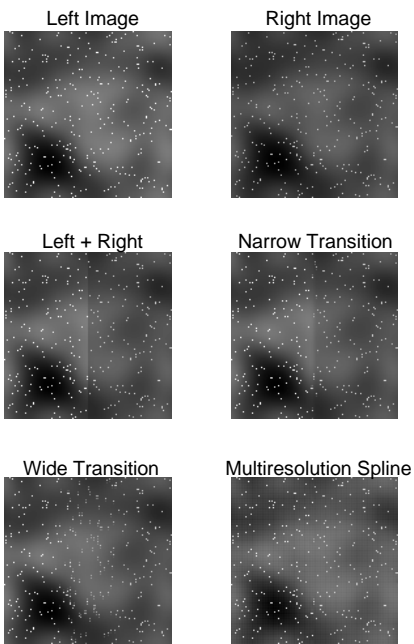 Left Image
Right Image
Left + Right
Narrow Transition
Wide Transition
Multiresolution Spline